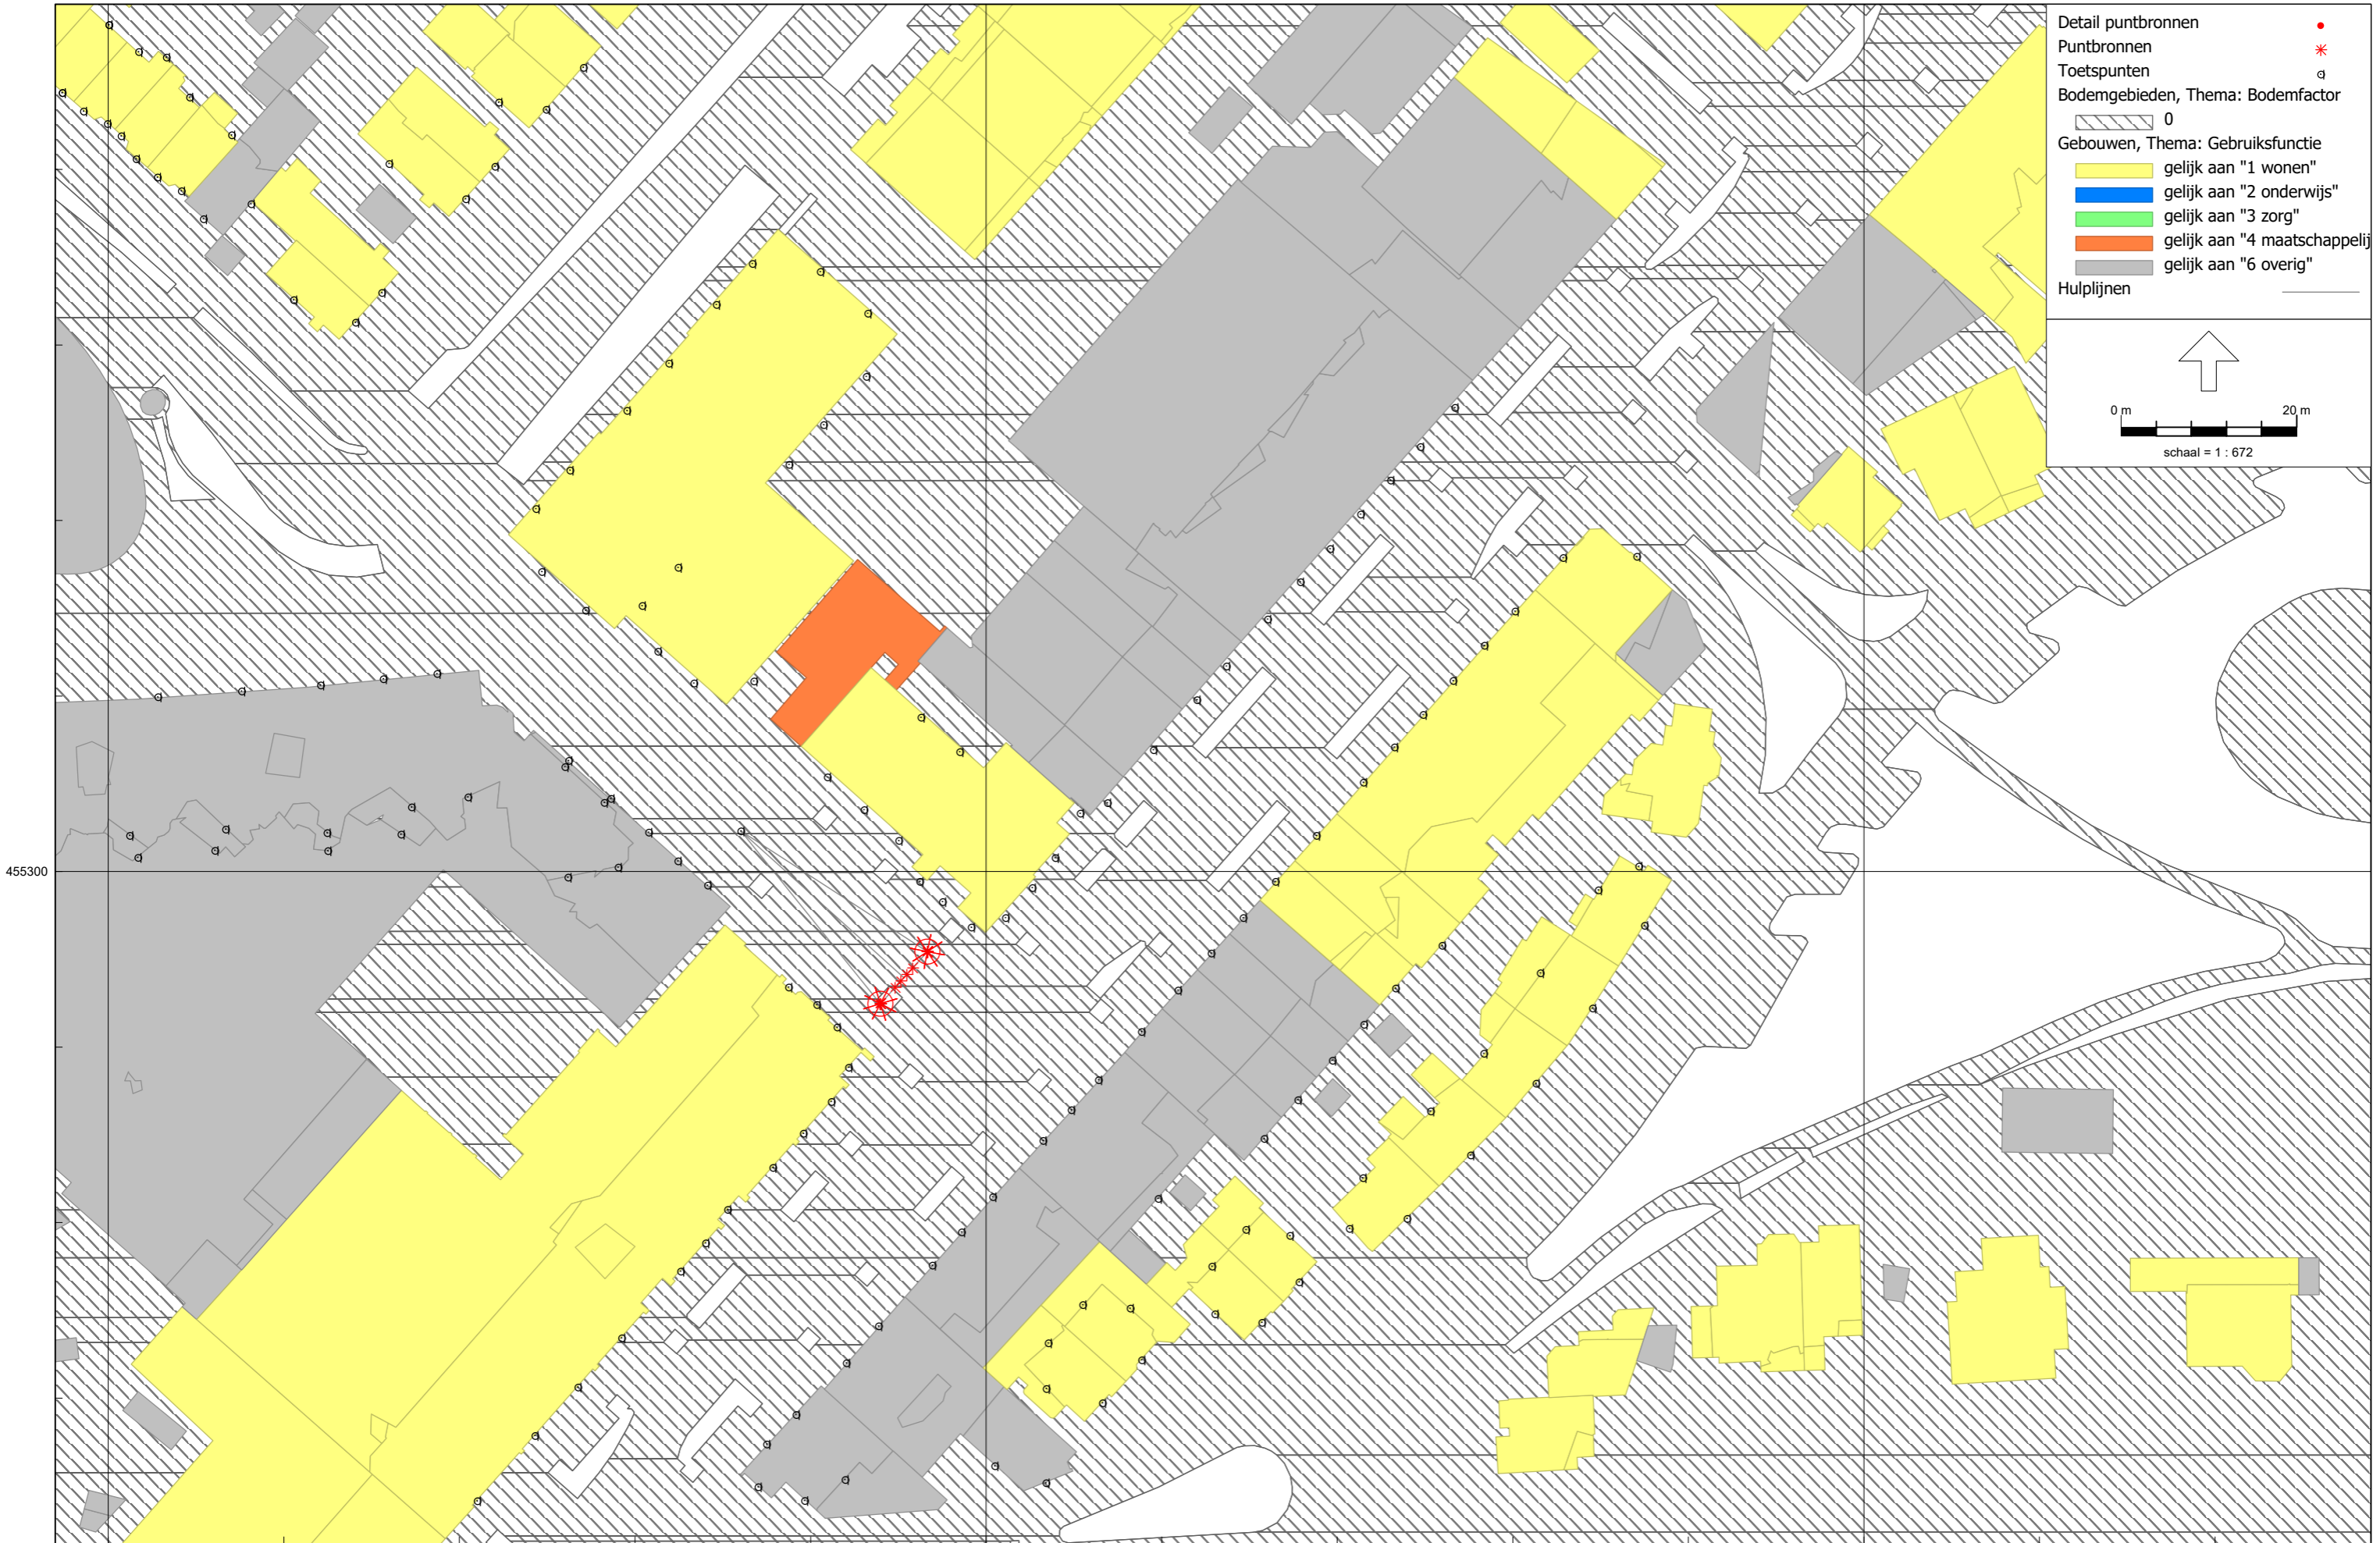 Detail puntbronnen
Puntbronnen
Toetspunten
Bodemgebieden, Thema: Bodemfactor
0
Gebouwen, Thema: Gebruiksfunctie
gelijk aan "1 wonen"
gelijk aan "2 onderwijs"
gelijk aan "3 zorg"
gelijk aan "4 maatschappelij
gelijk aan "6 overig"
Hulplijnen
0 m 20 m
schaal = 1 : 672
455300